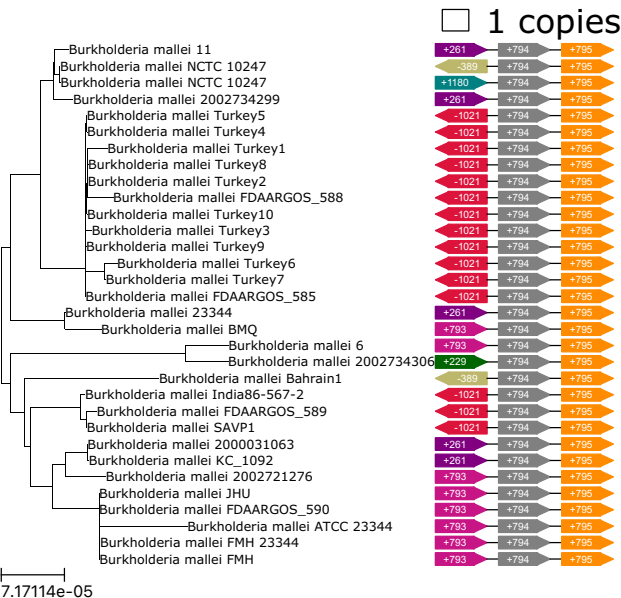 1 copies
Burkholderia mallei 11 +261 +794 +795
Burkholderia mallei NCTC 10247 -389 +794 +795
Burkholderia mallei NCTC 10247 +1180 +794 +795
Burkholderia mallei 2002734299 +261 +794 +795
Burkholderia mallei Turkey5 -1021 +794 +795
Burkholderia mallei Turkey4 -1021 +794 +795
Burkholderia mallei Turkey1 -1021 +794 +795
Burkholderia mallei Turkey8 -1021 +794 +795
Burkholderia mallei Turkey2 -1021 +794 +795
Burkholderia mallei FDAARGOS_588 -1021 +794 +795
Burkholderia mallei Turkey10 -1021 +794 +795
Burkholderia mallei Turkey3 -1021 +794 +795
Burkholderia mallei Turkey9 -1021 +794 +795
Burkholderia mallei Turkey6 -1021 +794 +795
Burkholderia mallei Turkey7 -1021 +794 +795
Burkholderia mallei FDAARGOS_585 -1021 +794 +795
Burkholderia mallei 23344 +261 +794 +795
Burkholderia mallei BMQ +793 +794 +795
Burkholderia mallei 6 +793 +794 +795
Burkholderia mallei 2002734306 +229 +794 +795
Burkholderia mallei Bahrain1 -389 +794 +795
Burkholderia mallei India86-567-2 -1021 +794 +795
Burkholderia mallei FDAARGOS_589 -1021 +794 +795
Burkholderia mallei SAVP1 -1021 +794 +795
Burkholderia mallei 2000031063 +261 +794 +795
Burkholderia mallei KC_1092 +261 +794 +795
Burkholderia mallei 2002721276 +793 +794 +795
Burkholderia mallei JHU +793 +794 +795
Burkholderia mallei FDAARGOS_590 +793 +794 +795
Burkholderia mallei ATCC 23344 +793 +794 +795
Burkholderia mallei FMH 23344 +793 +794 +795
Burkholderia mallei FMH +793 +794 +795
7.17114e-05